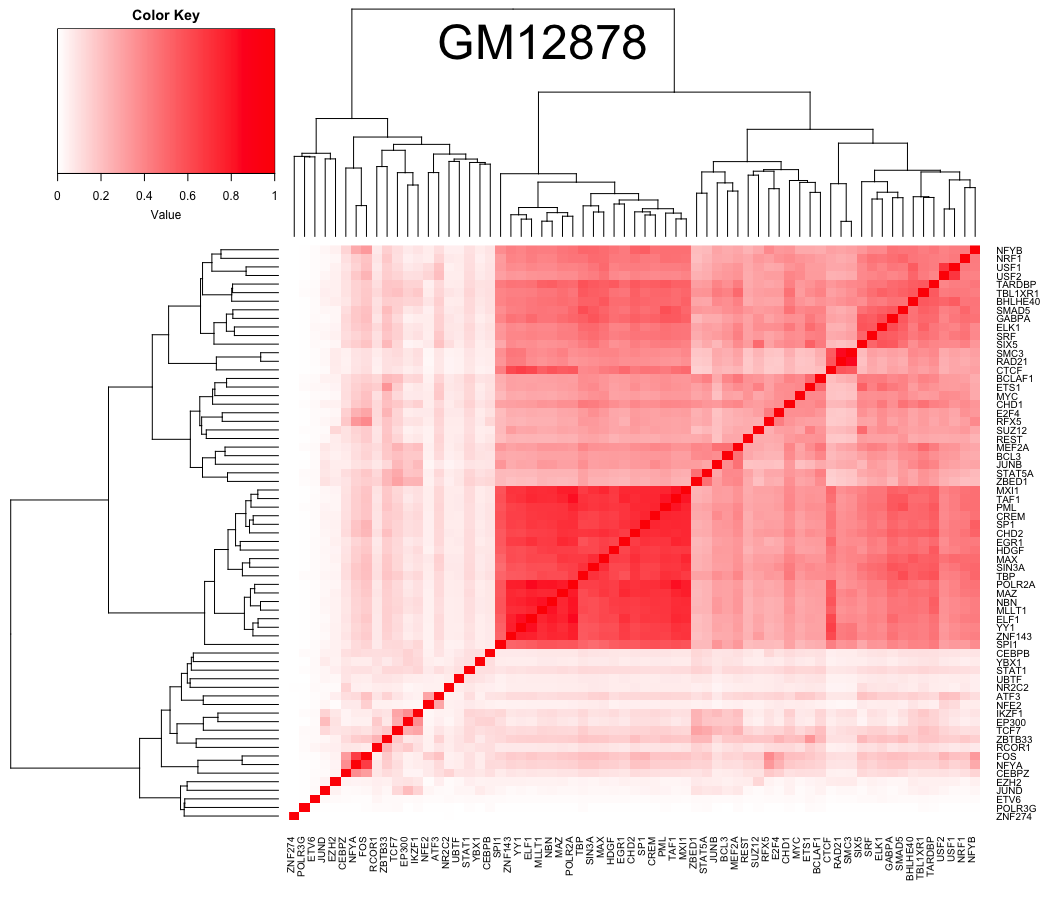 Color Key
GM12878
0 0.2 0.4 0.6 0.8 1
Value
NFYB
NRF1
USF1
USF2
TARDBP
TBL1XR1
BHLHE40
SMAD5
GABPA
ELK1
SRF
SIX5
SMC3
RAD21
CTCF
BCLAF1
ETS1
MYC
CHD1
E2F4
RFX5
SUZ12
REST
MEF2A
BCL3
JUNB
STAT5A
ZBED1
MXI1
TAF1
PML
CREM
SP1
CHD2
EGR1
HDGF
MAX
SIN3A
TBP
POLR2A
MAZ
NBN
MLLT1
ELF1
YY1
ZNF143
SPI1
CEBPB
YBX1
STAT1
UBTF
NR2C2
ATF3
NFE2
IKZF1
EP300
TCF7
ZBTB33
RCOR1
FOS
NFYA
CEBPZ
EZH2
JUND
ETV6
POLR3G
ZNF274
ZNF274
POLR3G
ETV6
JUND
EZH2
CEBPZ
NFYA
FOS
RCOR1
ZBTB33
TCF7
EP300
IKZF1
NFE2
ATF3
NR2C2
UBTF
STAT1
YBX1
CEBPB
SPI1
ZNF143
YY1
ELF1
MLLT1
NBN
MAZ
POLR2A
TBP
SIN3A
MAX
HDGF
EGR1
CHD2
SP1
CREM
PML
TAF1
MXI1
ZBED1
STAT5A
JUNB
BCL3
MEF2A
REST
SUZ12
RFX5
E2F4
CHD1
MYC
ETS1
BCLAF1
CTCF
RAD21
SMC3
SIX5
SRF
ELK1
GABPA
SMAD5
BHLHE40
TBL1XR1
TARDBP
USF2
USF1
NRF1
NFYB